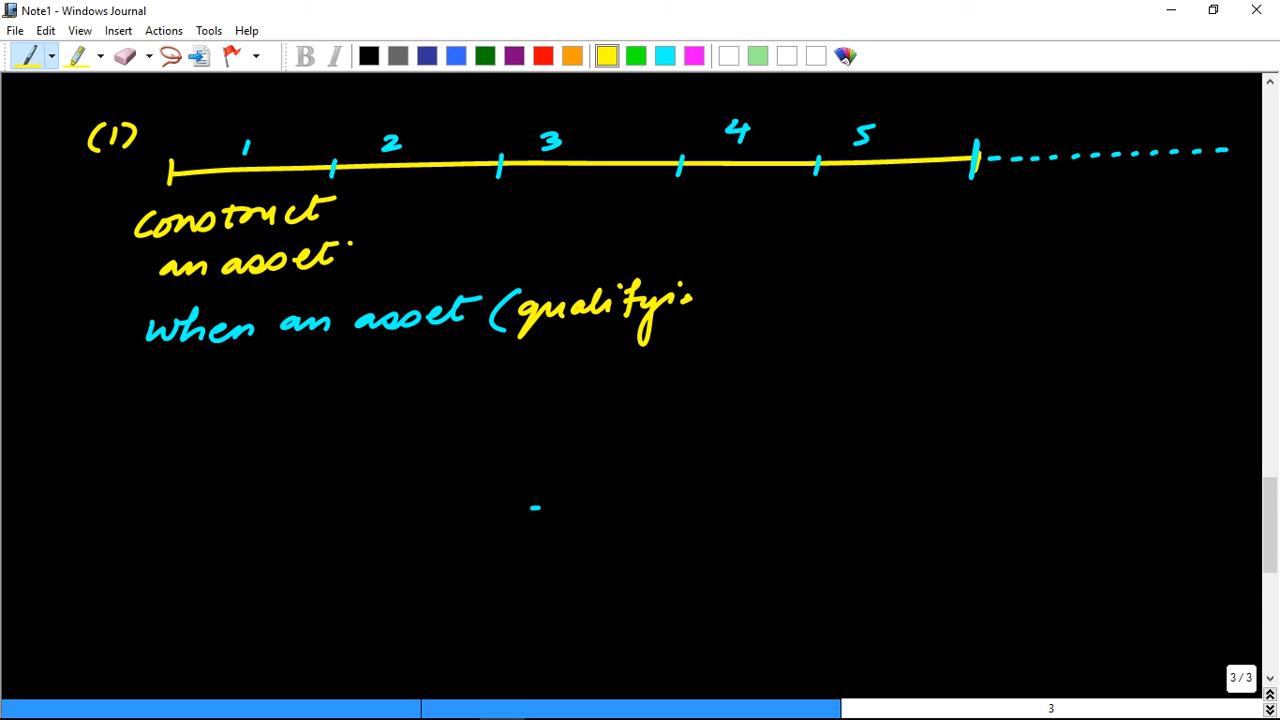 Note1 - Windows Journal
File Edit View Insert Actions Tools Help
B I
(1) 1 2 3 4 5
Construct
an asset
when an asset (qualifyi
3 / 3
3